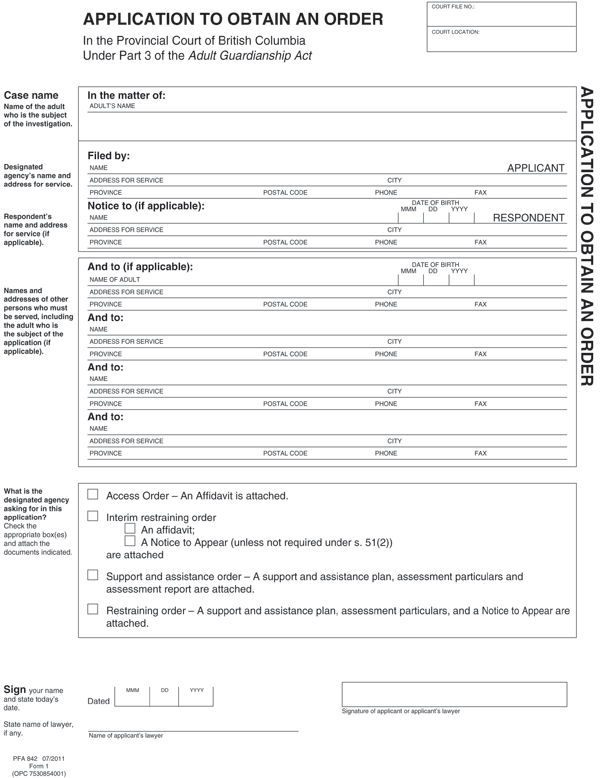 APPLICATION TO OBTAIN AN ORDER
In the Provincial Court of British Columbia
Under Part 3 of the Adult Guardianship Act
COURT FILE NO.:
COURT LOCATION:
APPLICATION TO OBTAIN AN ORDER
Case name
Name of the adult
who is the subject
of the investigation.
In the matter of:
ADULT'S NAME
Designated
agency's name and
address for service.
Filed by:
NAME APPLICANT
ADDRESS FOR SERVICE CITY
PROVINCE POSTAL CODE PHONE FAX
Respondent's
name and address
for service (if
applicable).
Notice to (if applicable):
DATE OF BIRTH
MMM DD YYYY
NAME RESPONDENT
ADDRESS FOR SERVICE CITY
PROVINCE POSTAL CODE PHONE FAX
Names and
addresses of other
persons who must
be served, including
the adult who is
the subject of the
application (if
applicable).
And to (if applicable):
DATE OF BIRTH
MMM DD YYYY
NAME OF ADULT
ADDRESS FOR SERVICE CITY
PROVINCE POSTAL CODE PHONE FAX
And to:
NAME
ADDRESS FOR SERVICE CITY
PROVINCE POSTAL CODE PHONE FAX
And to:
NAME
ADDRESS FOR SERVICE CITY
PROVINCE POSTAL CODE PHONE FAX
And to:
NAME
ADDRESS FOR SERVICE CITY
PROVINCE POSTAL CODE PHONE FAX
What is the
designated agency
asking for in this
application?
Check the
appropriate box(es)
and attach the
documents indicated.
Access Order – An Affidavit is attached.
Interim restraining order
An affidavit;
A Notice to Appear (unless not required under s. 51(2))
are attached
Support and assistance order – A support and assistance plan, assessment particulars and
assessment report are attached.
Restraining order – A support and assistance plan, assessment particulars, and a Notice to Appear are
attached.
Sign your name
and state today's
date.
State name of lawyer,
if any.
Dated MMM DD YYYY
Signature of applicant or applicant's lawyer
Name of applicant's lawyer
PFA 842 07/2011
Form 1
(OPC 7530854001)